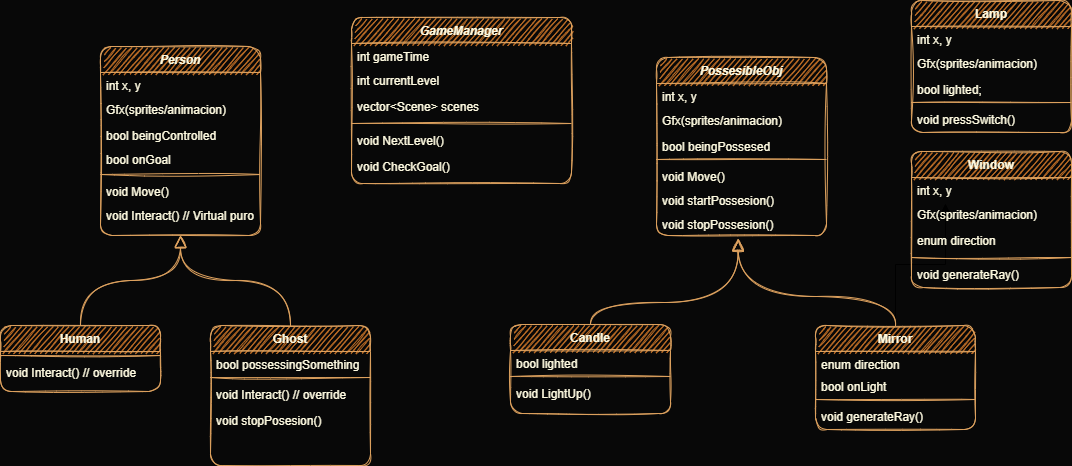 Person
int x, y
Gfx(sprites/animacion)
bool beingControlled
bool onGoal
void Move()
void Interact() // Virtual puro
GameManager
int gameTime
int currentLevel
vector<Scene> scenes
void NextLevel()
void CheckGoal()
PossesibleObj
int x, y
Gfx(sprites/animacion)
bool beingPossesed
void Move()
void startPossesion()
void stopPossesion()
Lamp
int x, y
Gfx(sprites/animacion)
bool lighted;
void pressSwitch()
Window
int x, y
Gfx(sprites/animacion)
enum direction
void generateRay()
Human
void Interact() // override
Ghost
bool possessingSomething
void Interact() // override
void stopPosesion()
Candle
bool lighted
void LightUp()
Mirror
enum direction
bool onLight
void generateRay()